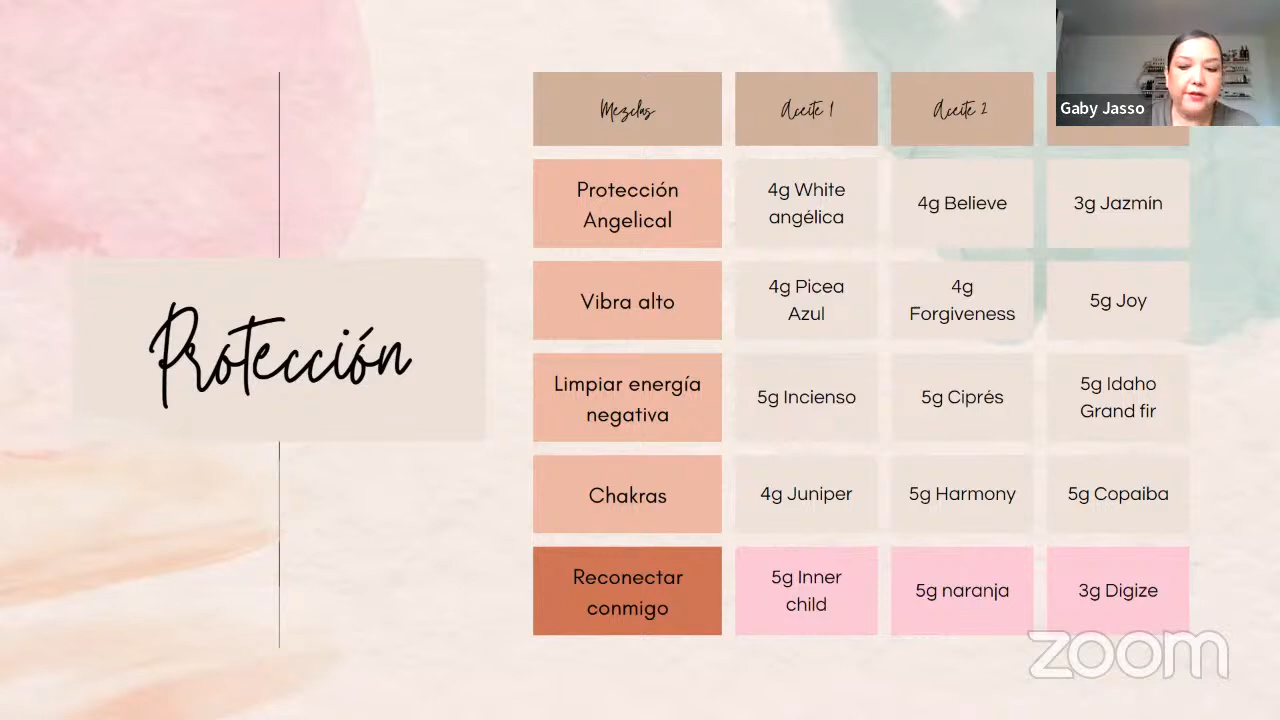 Gaby Jasso
Mezclas
Aceite 1
Aceite 2
Protección
Angelical
4g White
angélica
4g Believe
3g Jazmín
Vibra alto
4g Picea
Azul
4g
Forgiveness
5g Joy
Protección
Limpiar energía
negativa
5g Incienso
5g Ciprés
5g Idaho
Grand fir
Chakras
4g Juniper
5g Harmony
5g Copaiba
Reconectar
conmigo
5g Inner
child
5g naranja
3g Digize
zoom